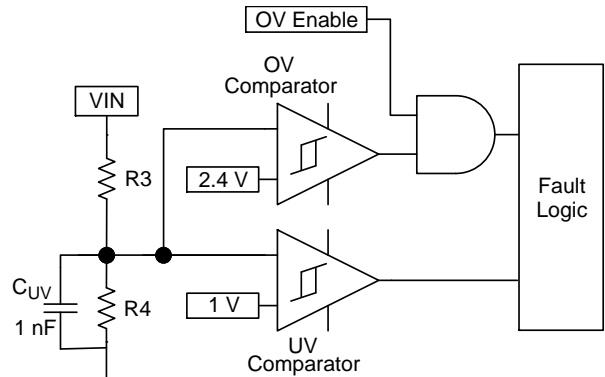 OV Enable
OV
Comparator
VIN
R3
2.4 V
Fault
Logic
C_UV
1 nF
R4
1 V
UV
Comparator